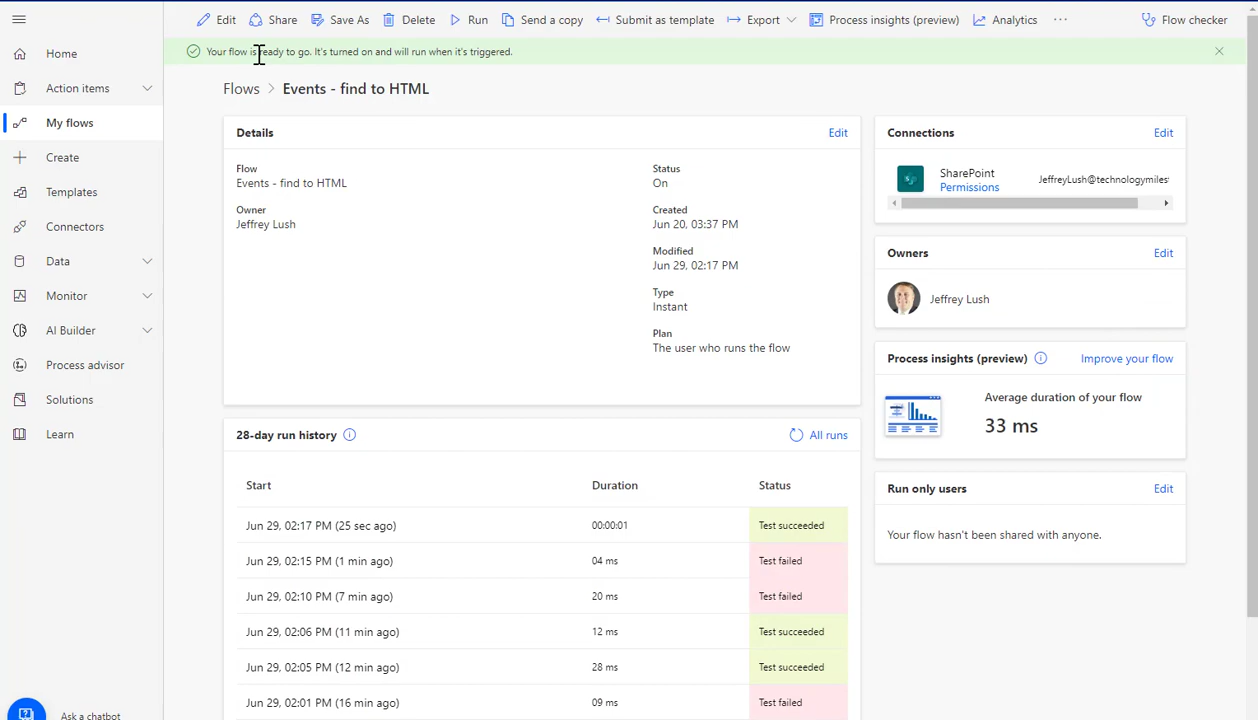 Edit Share Save As Delete Run Send a copy Submit as template Export Process insights (preview) Analytics ··· Flow checker
Your flow is ready to go. It's turned on and will run when it's triggered.
Home
Action items
My flows
Create
Templates
Connectors
Data
Monitor
AI Builder
Process advisor
Solutions
Learn
Ask a chatbot
Flows > Events - find to HTML
Details Edit
Flow
Events - find to HTML
Owner
Jeffrey Lush
Status
On
Created
Jun 20, 03:37 PM
Modified
Jun 29, 02:17 PM
Type
Instant
Plan
The user who runs the flow
28-day run history All runs
Start Duration Status
Jun 29, 02:17 PM (25 sec ago) 00:00:01 Test succeeded
Jun 29, 02:15 PM (1 min ago) 04 ms Test failed
Jun 29, 02:10 PM (7 min ago) 20 ms Test failed
Jun 29, 02:06 PM (11 min ago) 12 ms Test succeeded
Jun 29, 02:05 PM (12 min ago) 28 ms Test succeeded
Jun 29, 02:01 PM (16 min ago) 09 ms Test failed
Connections Edit
SharePoint
Permissions
JeffreyLush@technologymiles
Owners Edit
Jeffrey Lush
Process insights (preview) Improve your flow
Average duration of your flow
33 ms
Run only users Edit
Your flow hasn't been shared with anyone.